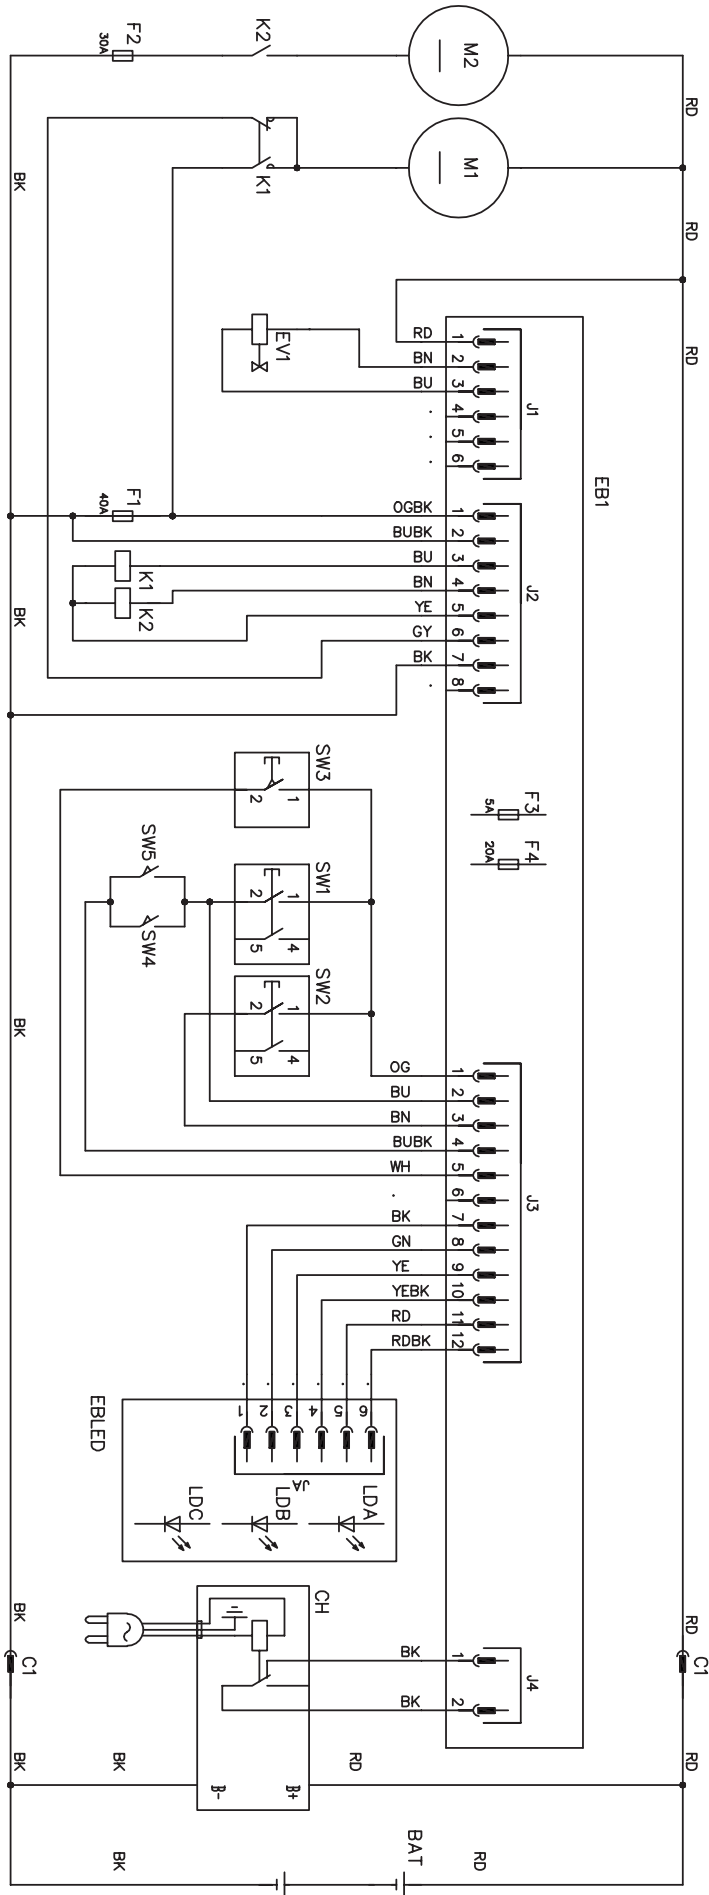 F2
30A
K2
M2
RD
K1
M1
BK
RD
RD
EV1
RD 1
BN 2
BU 3
. 4
. 5
. 6
J1
EB1
F1
40A
OGBK 1
BUBK 2
BU 3
BN 4
YE 5
GY 6
BK 7
. 8
J2
K1
K2
BK
SW3
1
2
F3
5A
F4
20A
SW5
SW4
SW1
1
2
4
5
SW2
1
2
4
5
BK
OG 1
BU 2
BN 3
BUBK 4
WH 5
. 6
BK 7
GN 8
YE 9
YEBK 10
RD 11
RDBK 12
J3
. . . . . .
1 2 3 4 5 6
JA
EBLED
LDC
LDB
LDA
CH
BK
RD
BK 1
BK 2
J4
C1
C1
BK
BK
RD
RD
B-
B+
BAT
BK
RD